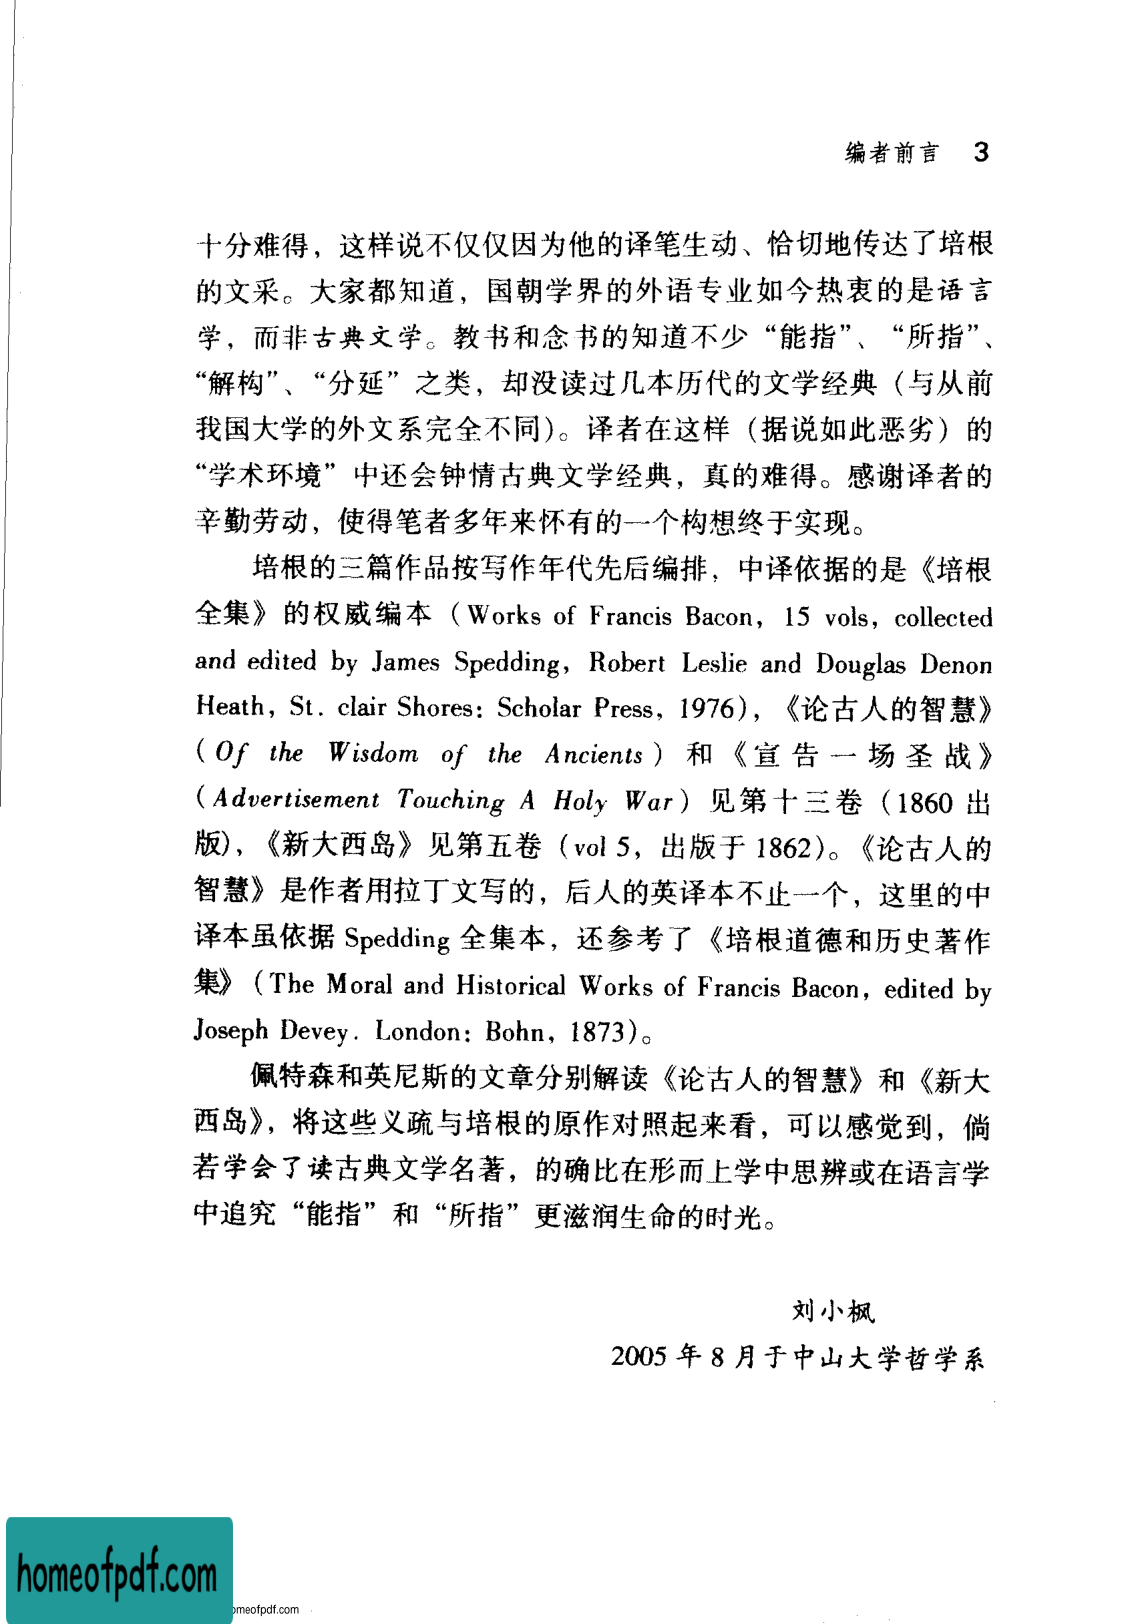 编者前言 3
十分难得，这样说不仅仅因为他的译笔生动、恰切地传达了培根
的文采。大家都知道，国朝学界的外语专业如今热衷的是语言
学，而非古典文学。教书和念书的知道不少“能指”、“所指”、
“解构”、“分延”之类，却没读过几本历代的文学经典（与从前
我国大学的外文系完全不同）。译者在这样（据说如此恶劣）的
“学术环境”中还会钟情古典文学经典，真的难得。感谢译者的
辛勤劳动，使得笔者多年来怀有的一个构想终于实现。
培根的三篇作品按写作年代先后编排，中译依据的是《培根
全集》的权威编本（Works of Francis Bacon, 15 vols, collected
and edited by James Spedding, Robert Leslie and Douglas Denon
Heath, St. clair Shores: Scholar Press, 1976），《论古人的智慧》
（Of the Wisdom of the Ancients）和《宣告一场圣战》
（Advertisement Touching A Holy War）见第十三卷（1860 出
版），《新大西岛》见第五卷（vol 5，出版于 1862）。《论古人的
智慧》是作者用拉丁文写的，后人的英译本不止一个，这里的中
译本虽依据 Spedding 全集本，还参考了《培根道德和历史著作
集》（The Moral and Historical Works of Francis Bacon, edited by
Joseph Devey. London: Bohn, 1873）。
佩特森和英尼斯的文章分别解读《论古人的智慧》和《新大
西岛》，将这些义疏与培根的原作对照起来看，可以感觉到，倘
若学会了读古典文学名著，的确比在形而上学中思辨或在语言学
中追究“能指”和“所指”更滋润生命的时光。
刘小枫
2005 年 8 月于中山大学哲学系
homeofpdf.com
omeofpdf.com